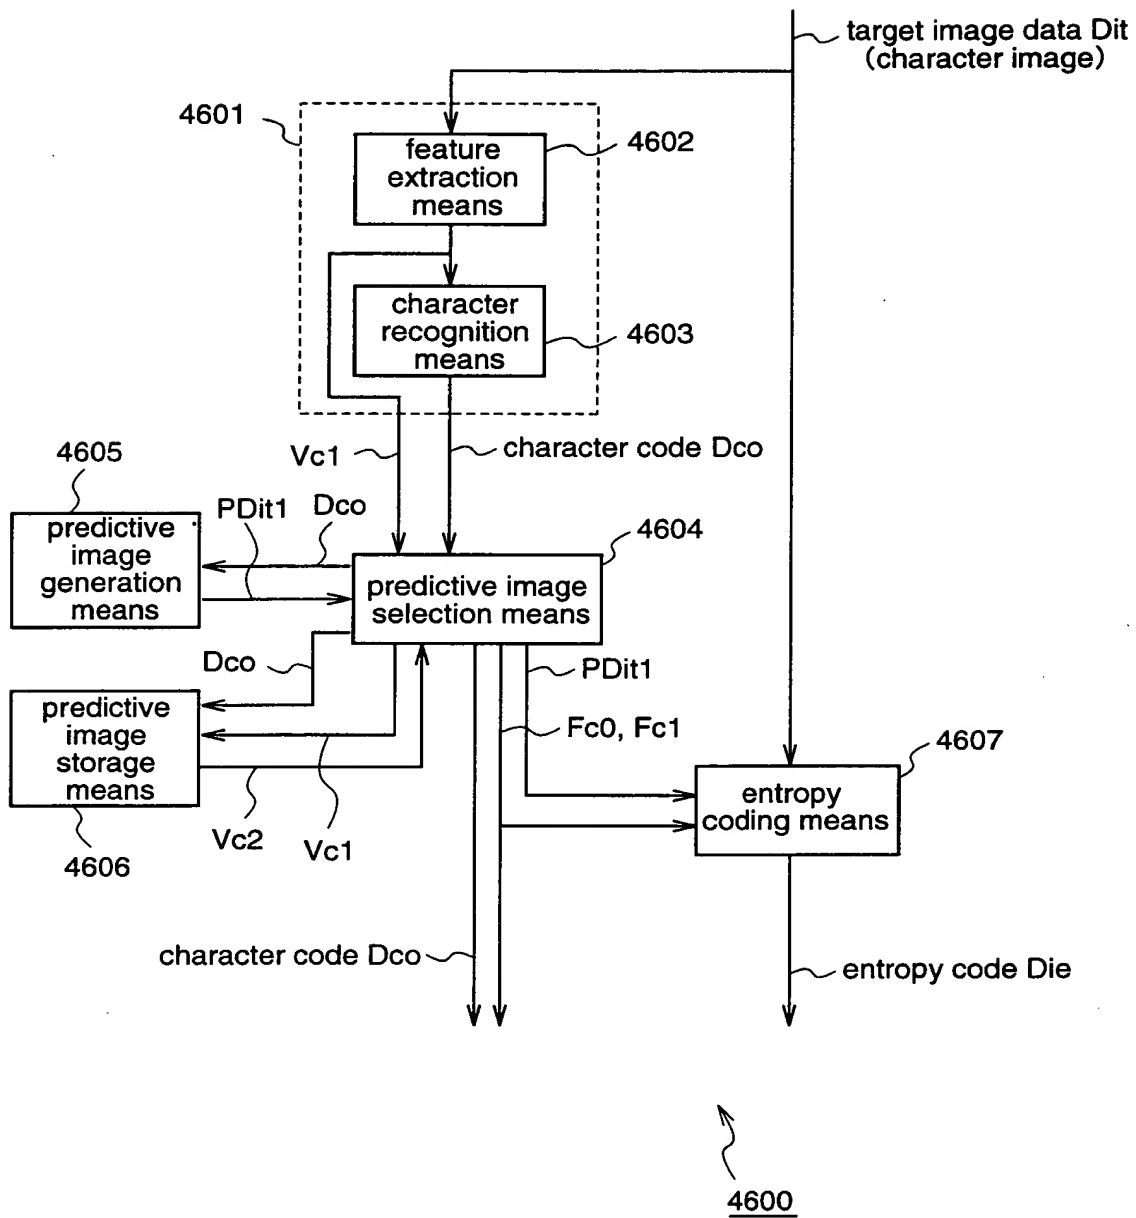 target image data Dit
(character image)
4601
feature
extraction
means
4602
character
recognition
means
4603
Vc1
character code Dco
4605
PDit1
Dco
predictive
image
generation
means
4604
predictive image
selection means
Dco
PDit1
predictive
image
storage
means
Fc0, Fc1
4607
entropy
coding means
Vc2
Vc1
4606
character code Dco
entropy code Die
4600